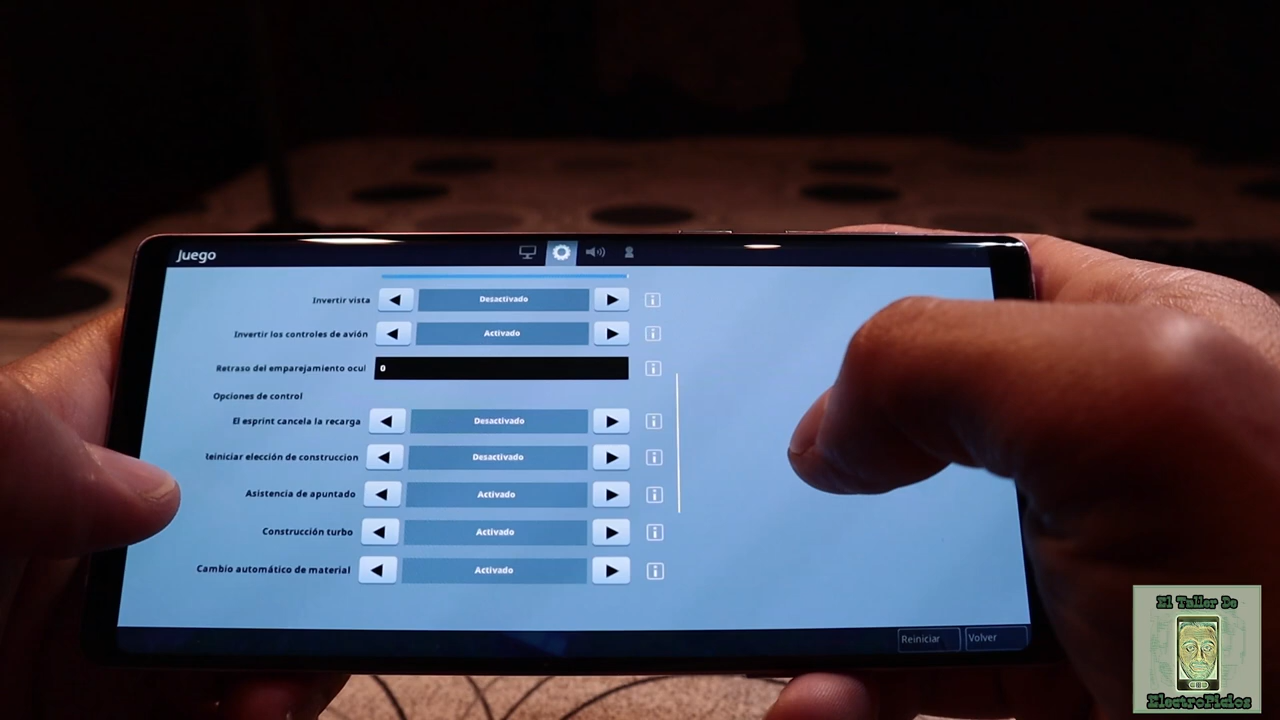 Juego
Invertir vista Desactivado
Invertir los controles de avión Activado
Retraso del emparejamiento ocul 0
Opciones de control
El esprint cancela la recarga Desactivado
Reiniciar elección de construccion Desactivado
Asistencia de apuntado Activado
Construcción turbo Activado
Cambio automático de material Activado
Reiniciar Volver
El Taller De
ElectroPicios